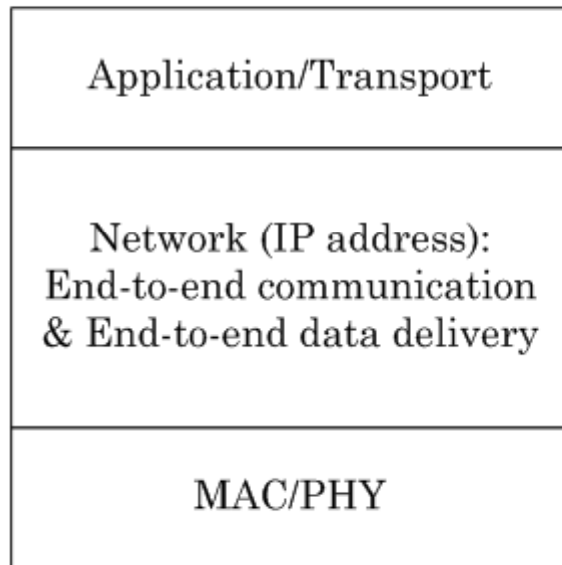 Application/Transport
Network (IP address):
End-to-end communication
& End-to-end data delivery
MAC/PHY